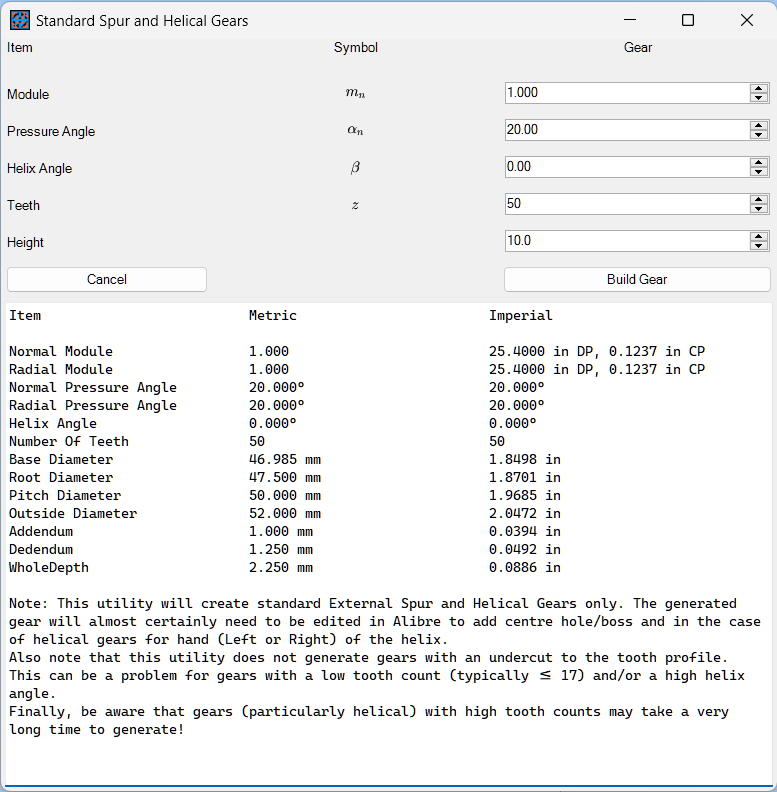 Standard Spur and Helical Gears
Item Symbol Gear
Module mn 1.000
Pressure Angle αn 20.00
Helix Angle β 0.00
Teeth z 50
Height 10.0
Cancel Build Gear
Item Metric Imperial
Normal Module 1.000 25.4000 in DP, 0.1237 in CP
Radial Module 1.000 25.4000 in DP, 0.1237 in CP
Normal Pressure Angle 20.000° 20.000°
Radial Pressure Angle 20.000° 20.000°
Helix Angle 0.000° 0.000°
Number Of Teeth 50 50
Base Diameter 46.985 mm 1.8498 in
Root Diameter 47.500 mm 1.8701 in
Pitch Diameter 50.000 mm 1.9685 in
Outside Diameter 52.000 mm 2.0472 in
Addendum 1.000 mm 0.0394 in
Dedendum 1.250 mm 0.0492 in
WholeDepth 2.250 mm 0.0886 in
Note: This utility will create standard External Spur and Helical Gears only. The generated
gear will almost certainly need to be edited in Alibre to add centre hole/boss and in the case
of helical gears for hand (Left or Right) of the helix.
Also note that this utility does not generate gears with an undercut to the tooth profile.
This can be a problem for gears with a low tooth count (typically ≤ 17) and/or a high helix
angle.
Finally, be aware that gears (particularly helical) with high tooth counts may take a very
long time to generate!